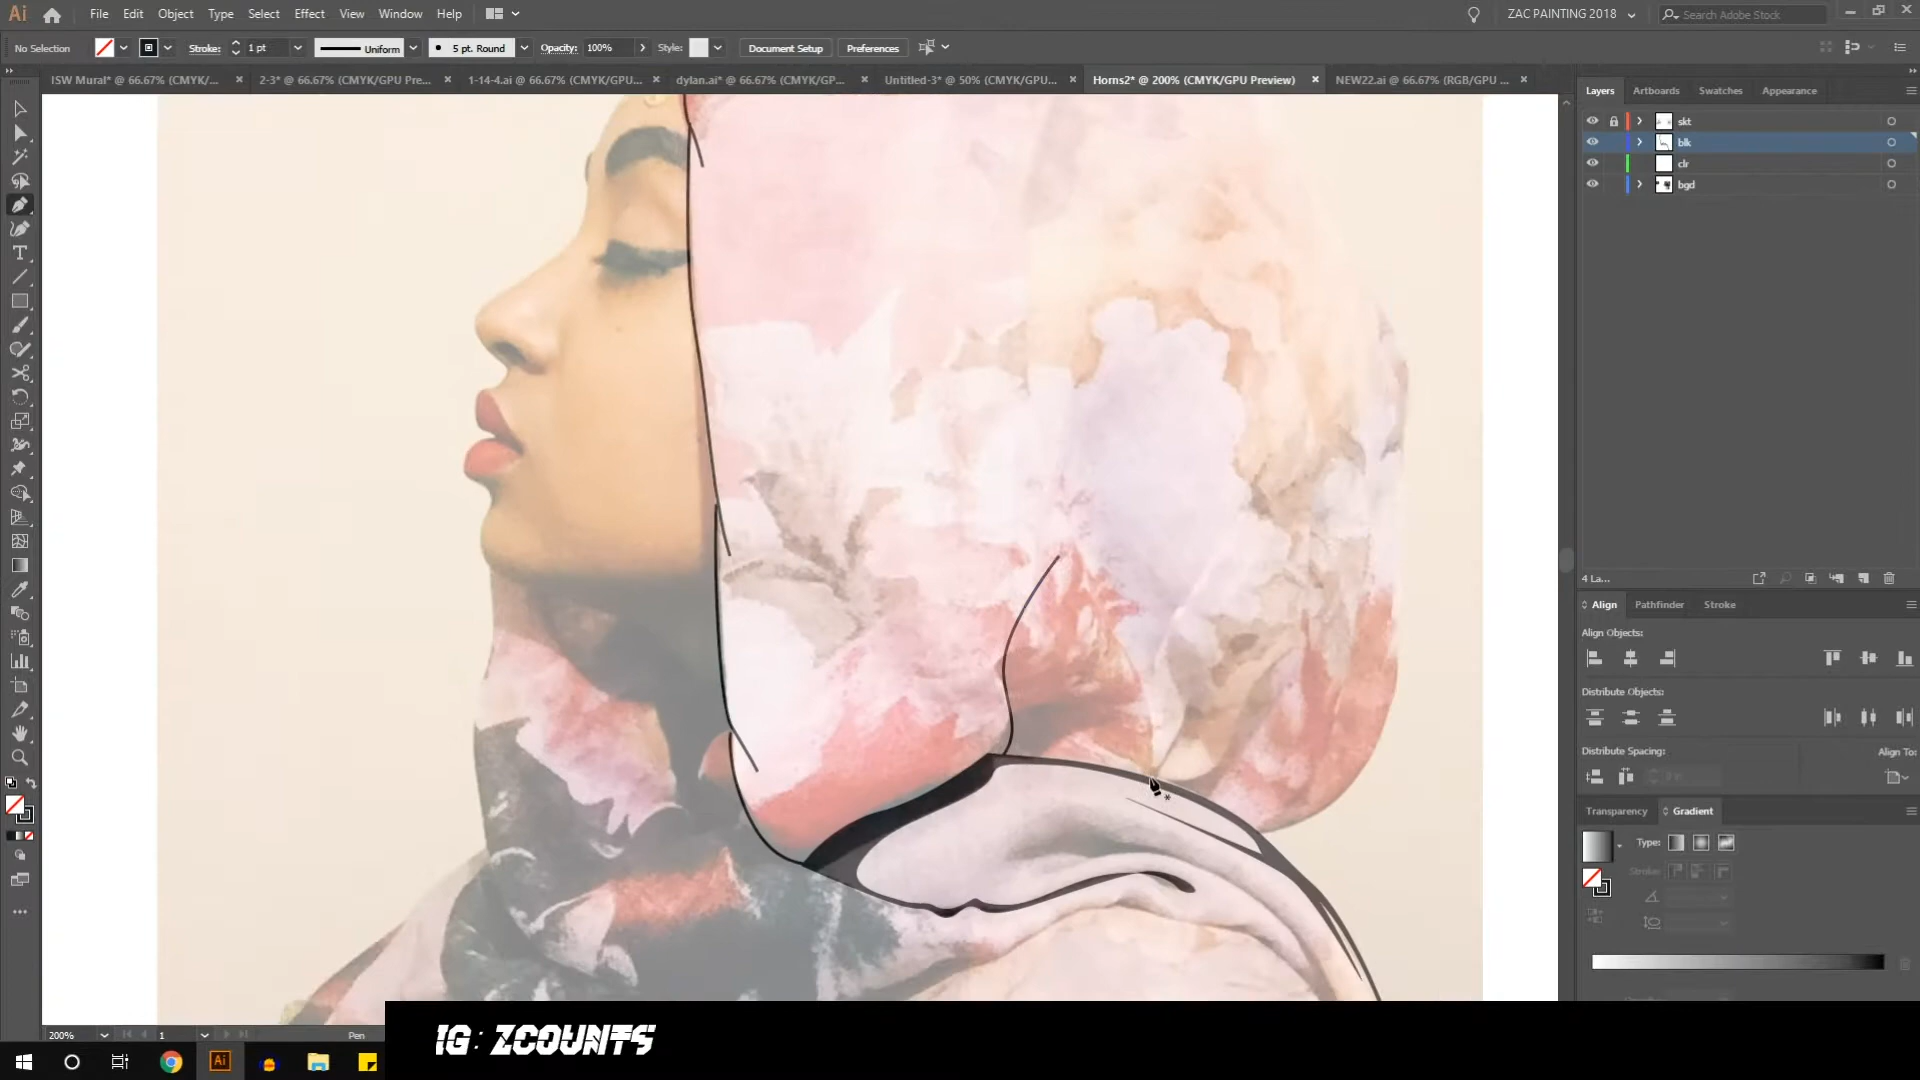 Ai File Edit Object Type Select Effect View Window Help ZAC PAINTING 2018 Search Adobe Stock
No Selection Stroke: 1 pt Uniform 5 pt. Round Opacity: 100% Style: Document Setup Preferences
ISW Mural* @ 66.67% (CMYK/... 2-3* @ 66.67% (CMYK/GPU Pre... 1-14-4.ai @ 66.67% (CMYK/GPU... dylan.ai* @ 66.67% (CMYK/GP... Untitled-3* @ 50% (CMYK/GPU... Horns2* @ 200% (CMYK/GPU Preview) NEW22.ai @ 66.67% (RGB/GPU ...
Layers Artboards Swatches Appearance
skt
blk
clr
bgd
4 La...
Align Pathfinder Stroke
Align Objects:
Distribute Objects:
Distribute Spacing: Align To:
Transparency Gradient
Type:
Stroke:
200% 1 Pen
IG: ZCOUNTS
Ai